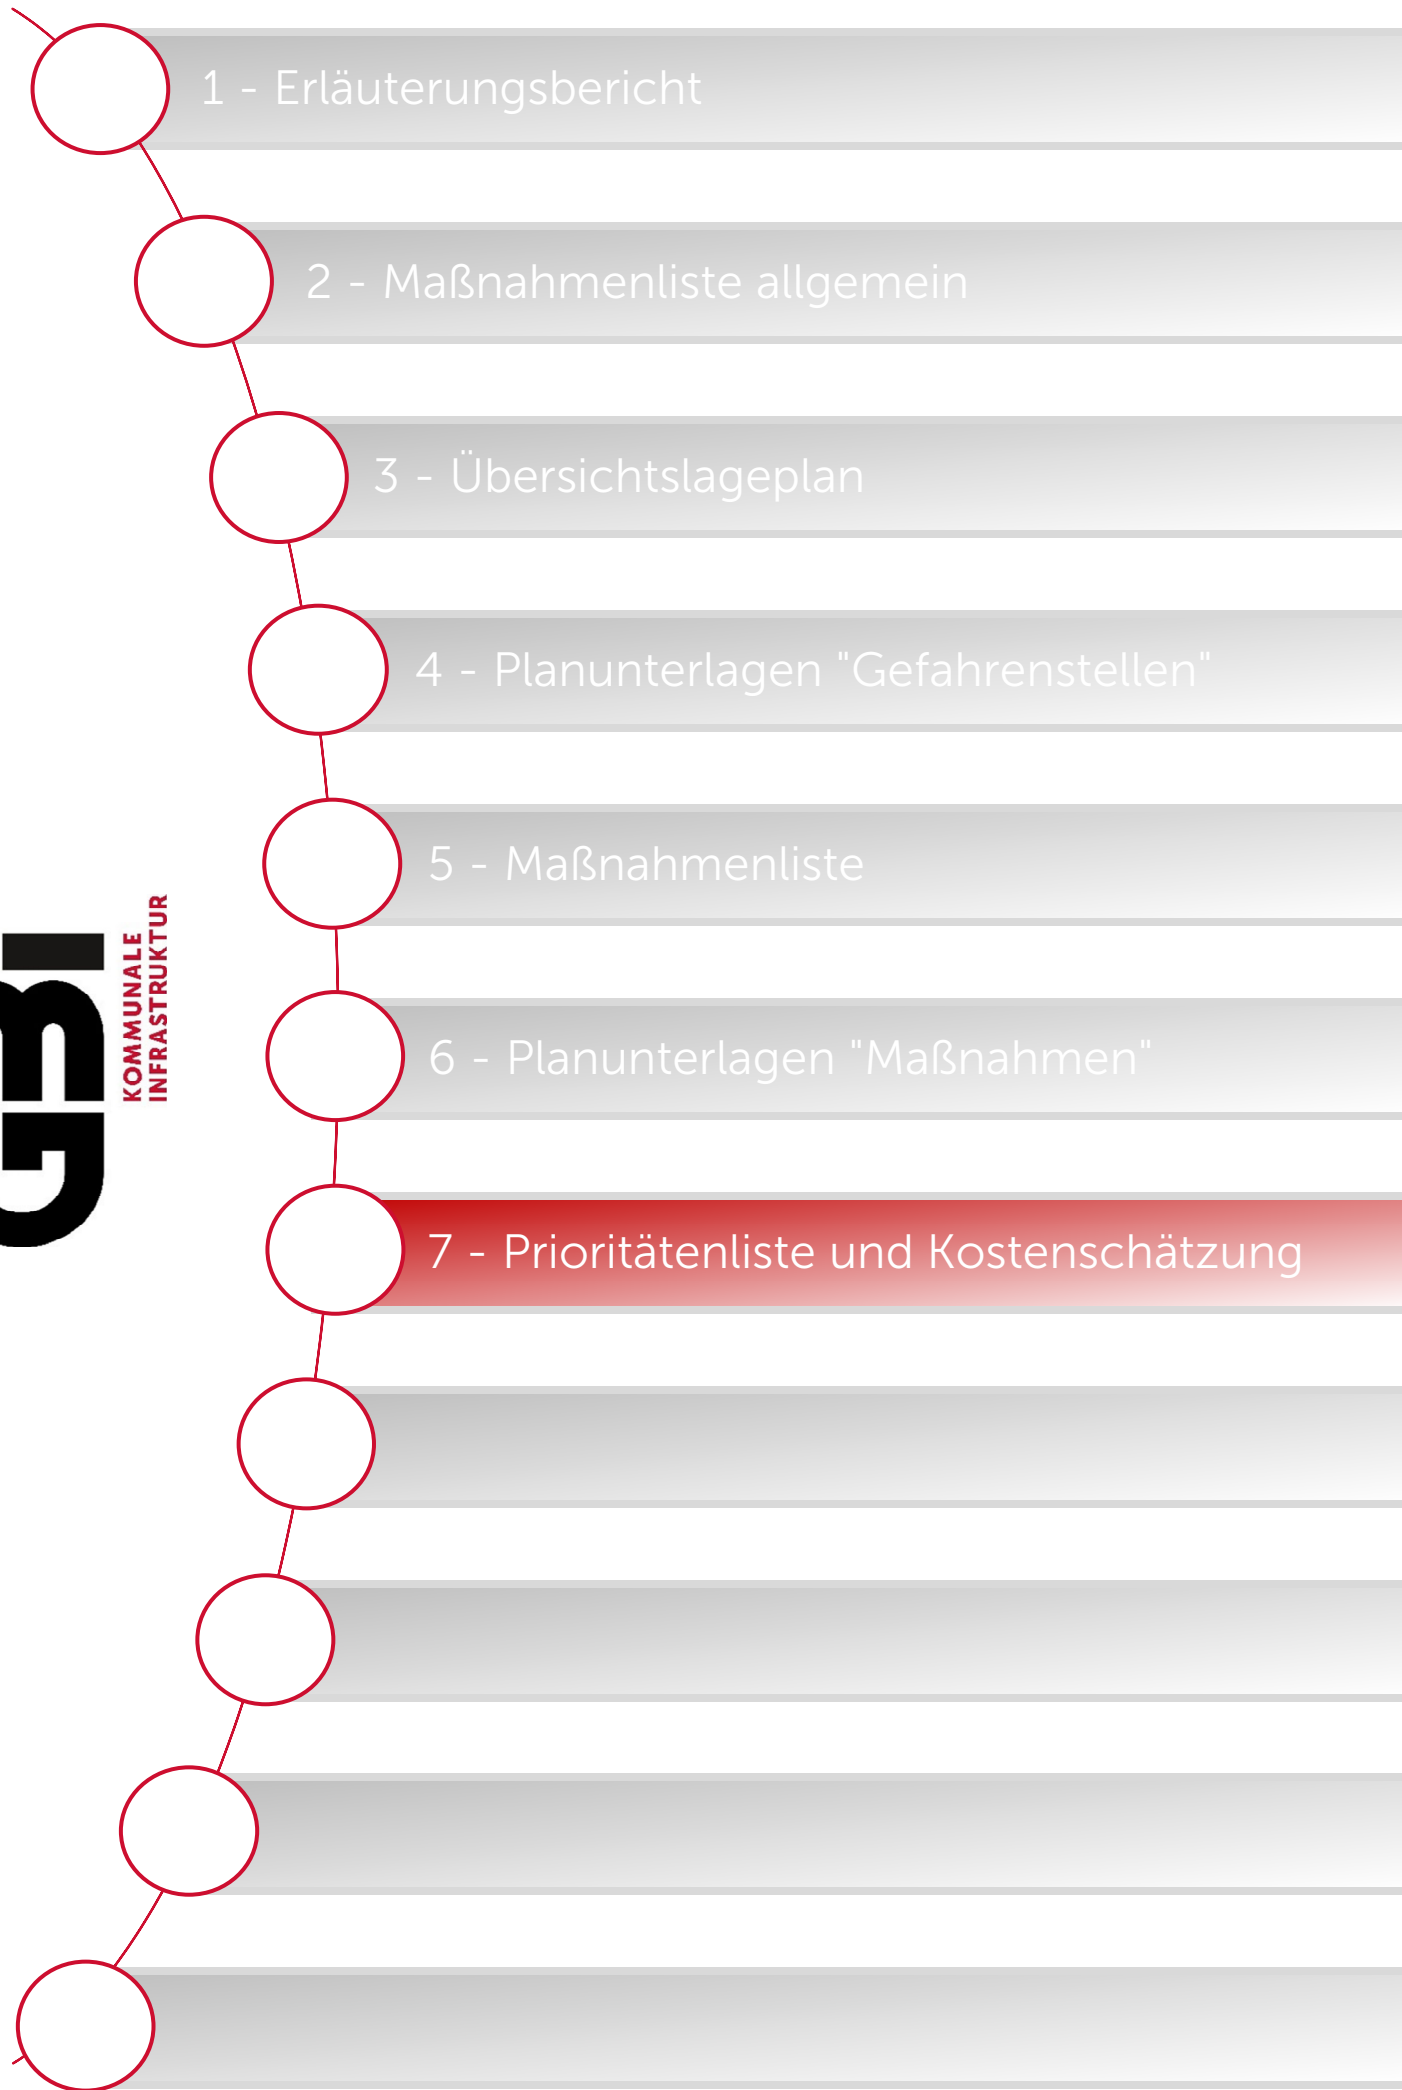 1 - Erläuterungsbericht
2 - Maßnahmenliste allgemein
3 - Übersichtslageplan
4 - Planunterlagen "Gefahrenstellen"
5 - Maßnahmenliste
KOMMUNALE
INFRASTRUKTUR
6 - Planunterlagen "Maßnahmen"
7 - Prioritätenliste und Kostenschätzung